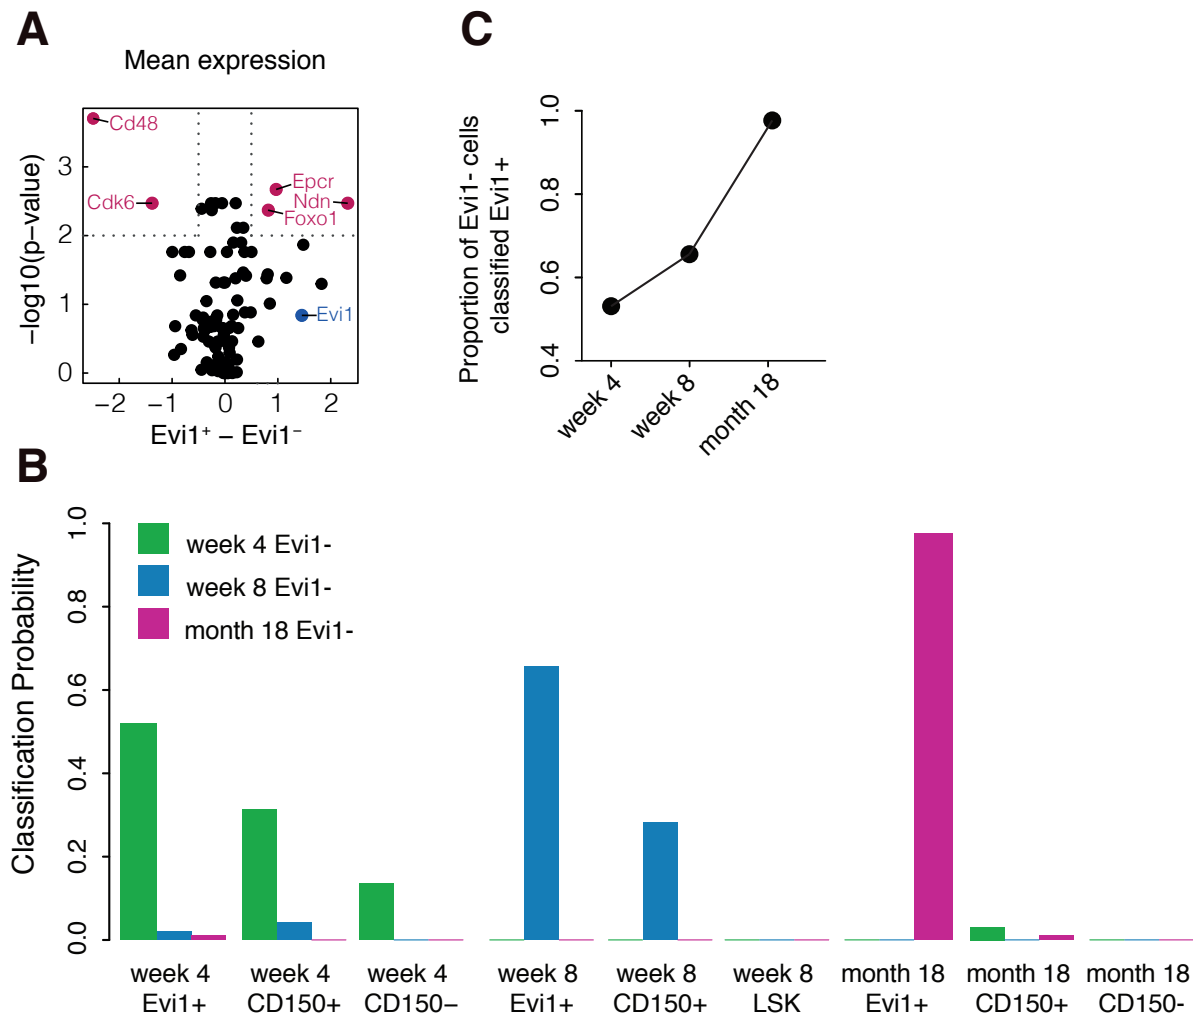 A
Mean expression
−log10(p−value)
3
2
1
0
Cd48
Cdk6
Epcr
Ndn
Foxo1
Evi1
−2 −1 0 1 2
Evi1⁺ − Evi1⁻
C
Proportion of Evi1- cells
classified Evi1+
1.0
0.8
0.6
0.4
week 4
week 8
month 18
B
Classification Probability
1.0
0.8
0.6
0.4
0.2
0.0
week 4 Evi1-
week 8 Evi1-
month 18 Evi1-
week 4
Evi1+
week 4
CD150+
week 4
CD150−
week 8
Evi1+
week 8
CD150+
week 8
LSK
month 18
Evi1+
month 18
CD150+
month 18
CD150-